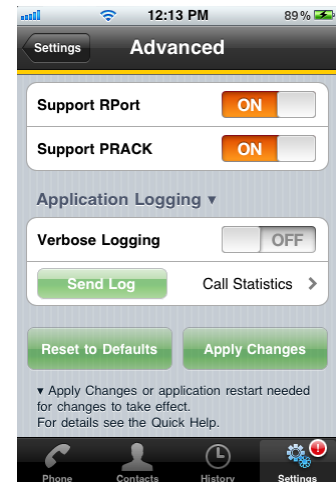 12:13 PM 89%
Settings Advanced
Support RPort ON
Support PRACK ON
Application Logging ▾
Verbose Logging OFF
Send Log Call Statistics
Reset to Defaults Apply Changes
▾ Apply Changes or application restart needed
for changes to take effect.
For details see the Quick Help.
Phone Contacts History Settings